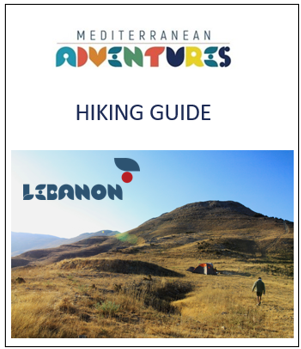 MEDITERRANEAN
ADVENTURES
HIKING GUIDE
LEBANON